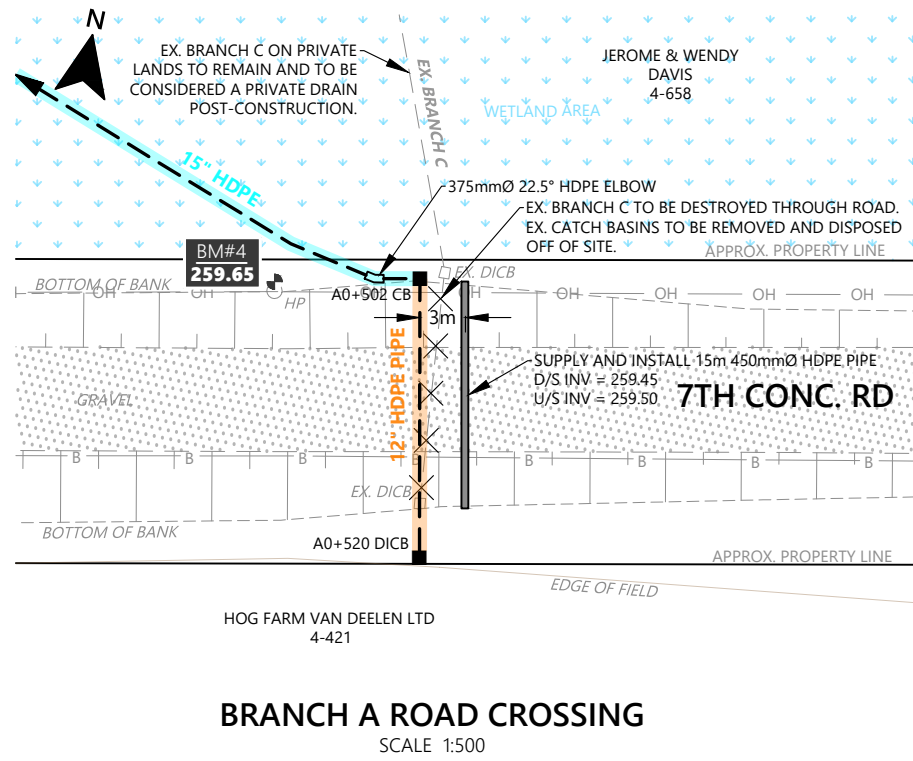 N
EX. BRANCH C ON PRIVATE
LANDS TO REMAIN AND TO BE
CONSIDERED A PRIVATE DRAIN
POST-CONSTRUCTION.
EX. BRANCH C
JEROME & WENDY
DAVIS
4-658
WETLAND AREA
15" HDPE
375mmØ 22.5° HDPE ELBOW
EX. BRANCH C TO BE DESTROYED THROUGH ROAD.
EX. CATCH BASINS TO BE REMOVED AND DISPOSED
OFF OF SITE.
APPROX. PROPERTY LINE
BM#4
259.65
BOTTOM OF BANK
EX. DICB
OH OH OH OH OH OH OH
HP
A0+502 CB
3m
12" HDPE PIPE
SUPPLY AND INSTALL 15m 450mmØ HDPE PIPE
D/S INV = 259.45
U/S INV = 259.50
7TH CONC. RD
GRAVEL
B B B B B B B B
EX. DICB
BOTTOM OF BANK
A0+520 DICB
APPROX. PROPERTY LINE
EDGE OF FIELD
HOG FARM VAN DEELEN LTD
4-421
BRANCH A ROAD CROSSING
SCALE 1:500